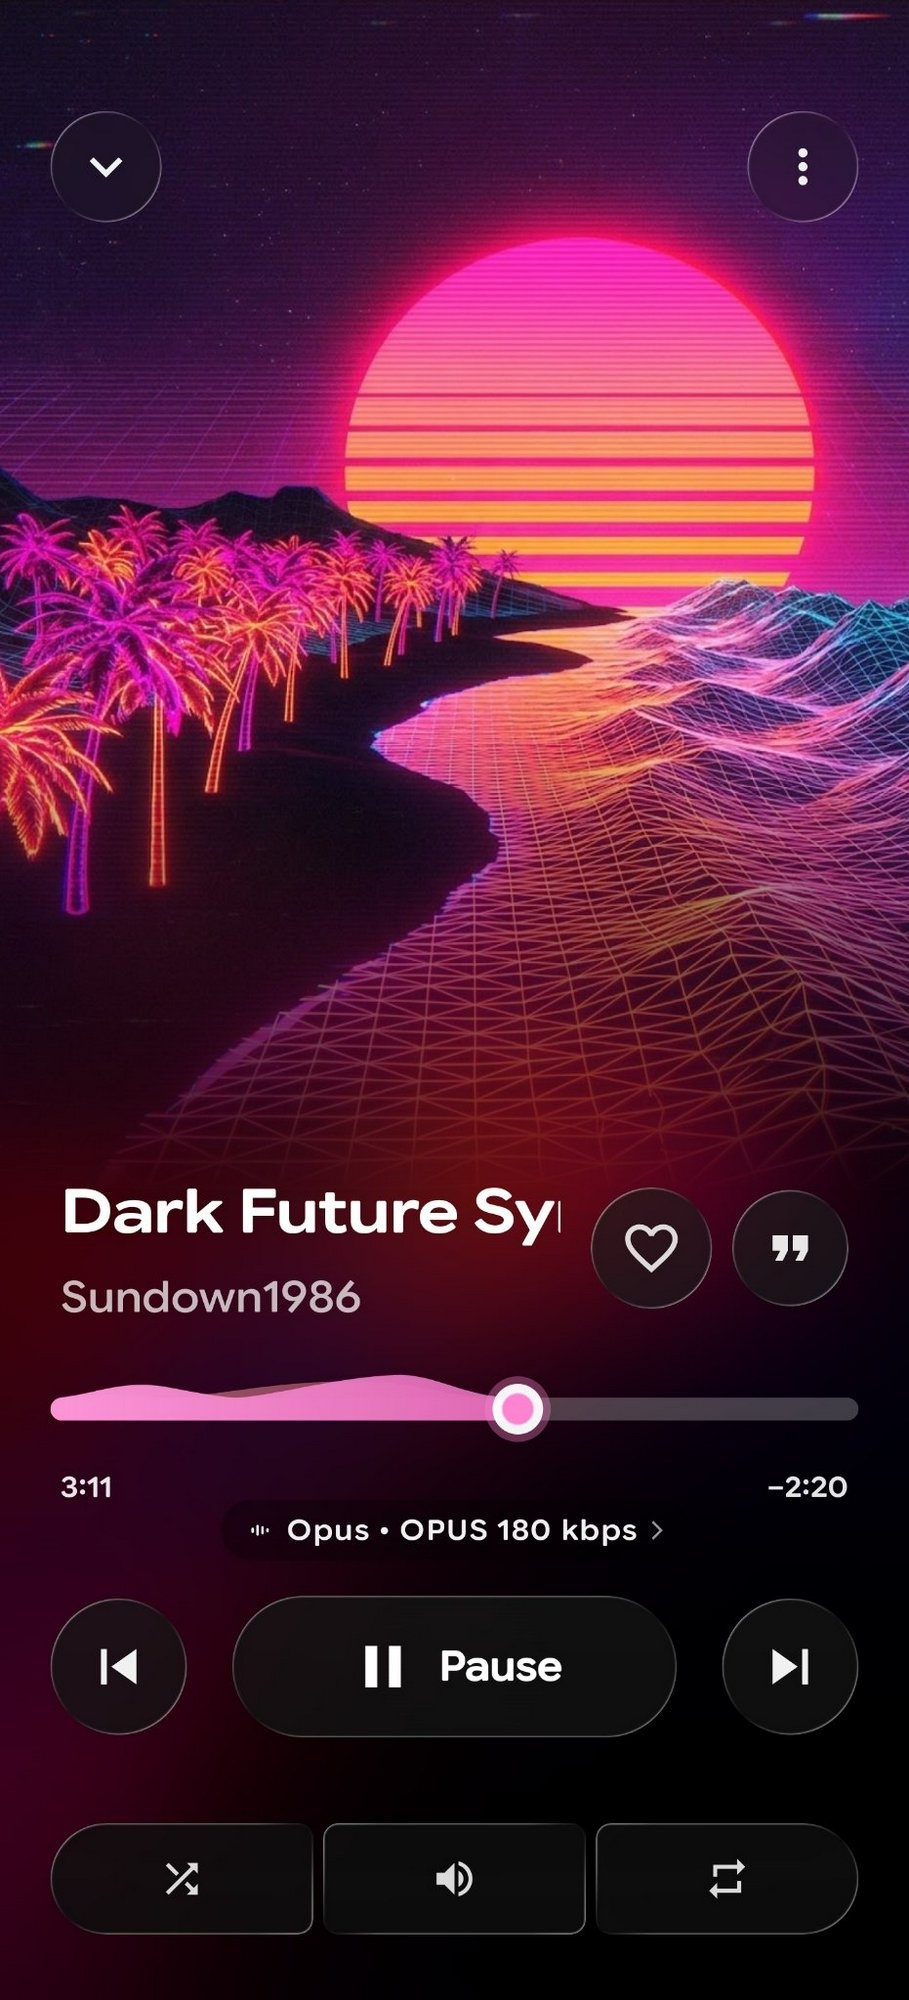 Dark Future Sy
Sundown1986
3:11
−2:20
Opus • OPUS 180 kbps
Pause